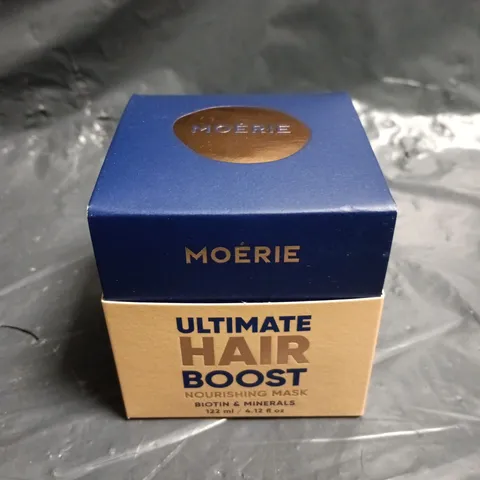 MOÉRIE
MOÉRIE
ULTIMATE
HAIR
BOOST
NOURISHING MASK
BIOTIN & MINERALS
122 ml / 4.12 fl oz